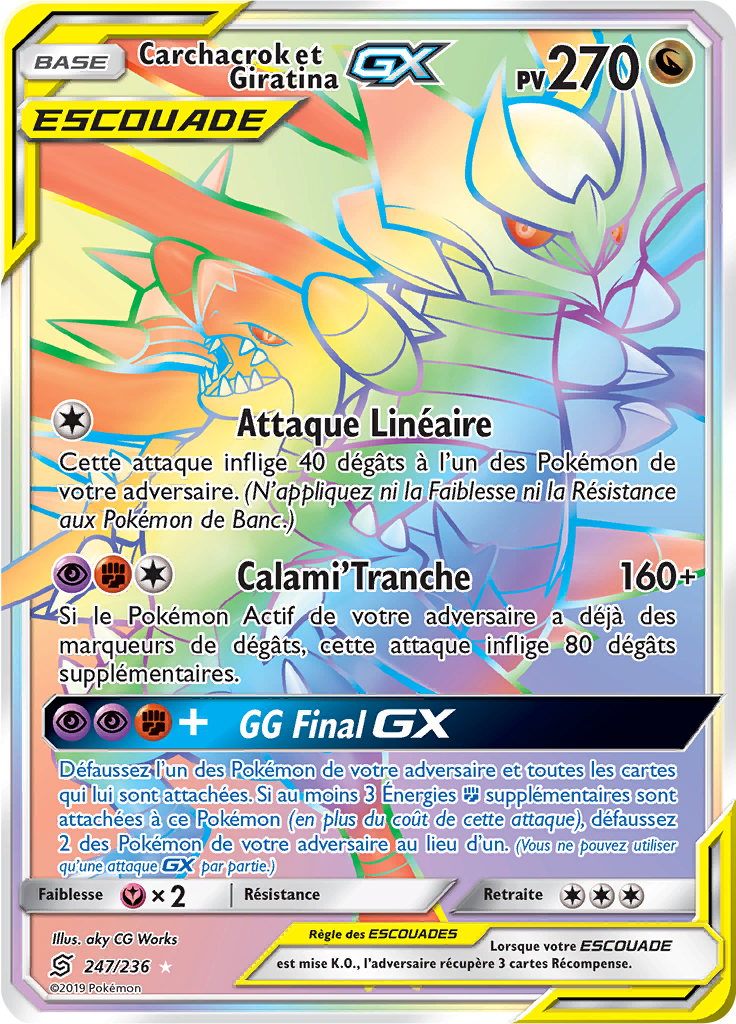 BASE
Carchacrok et
Giratina GX
PV 270
ESCOUADE
Attaque Linéaire
Cette attaque inflige 40 dégâts à l'un des Pokémon de
votre adversaire. (N'appliquez ni la Faiblesse ni la Résistance
aux Pokémon de Banc.)
Calami'Tranche 160+
Si le Pokémon Actif de votre adversaire a déjà des
marqueurs de dégâts, cette attaque inflige 80 dégâts
supplémentaires.
+ GG Final GX
Défaussez l'un des Pokémon de votre adversaire et toutes les cartes
qui lui sont attachées. Si au moins 3 Énergies supplémentaires sont
attachées à ce Pokémon (en plus du coût de cette attaque), défaussez
2 des Pokémon de votre adversaire au lieu d'un. (Vous ne pouvez utiliser
qu'une attaque GX par partie.)
Faiblesse ×2 Résistance Retraite
Illus. aky CG Works
247/236
©2019 Pokémon
Règle des ESCOUADES
Lorsque votre ESCOUADE
est mise K.O., l'adversaire récupère 3 cartes Récompense.